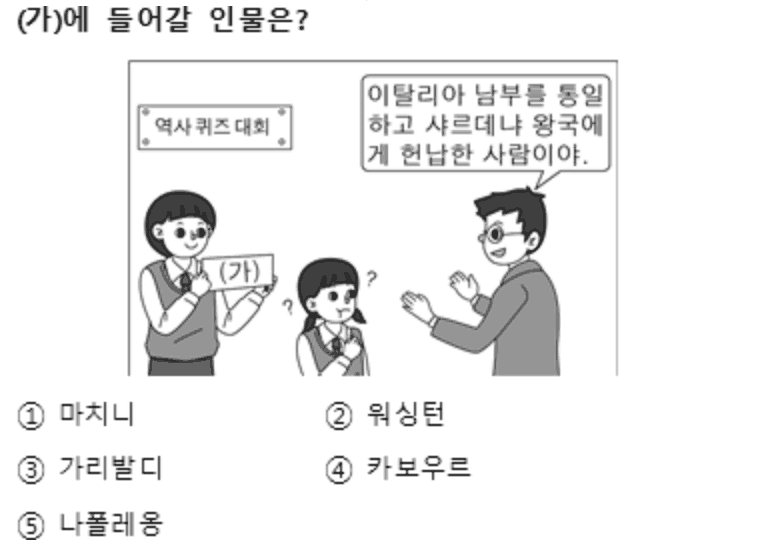 (가)에 들어갈 인물은?
역사 퀴즈 대회
이탈리아 남부를 통일
하고 샤르데냐 왕국에
게 헌납한 사람이야.
(가)
?
?
① 마치니
② 워싱턴
③ 가리발디
④ 카보우르
⑤ 나폴레옹